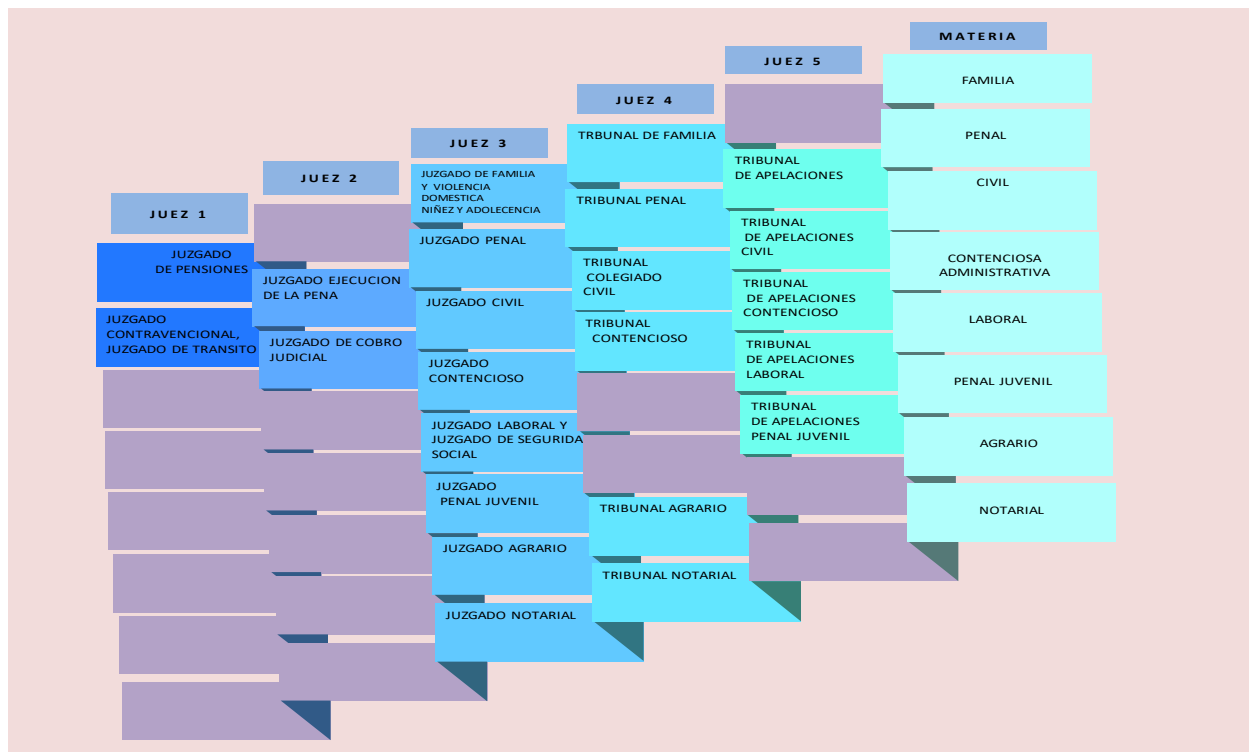 JUEZ 1
JUZGADO
DE PENSIONES
JUZGADO
CONTRAVENCIONAL,
JUZGADO DE TRANSITO
JUEZ 2
JUZGADO EJECUCION
DE LA PENA
JUZGADO DE COBRO
JUDICIAL
JUEZ 3
JUZGADO DE FAMILIA
Y VIOLENCIA
DOMESTICA
NIÑEZ Y ADOLECENCIA
JUZGADO PENAL
JUZGADO CIVIL
JUZGADO
CONTENCIOSO
JUZGADO LABORAL Y
JUZGADO DE SEGURIDA
SOCIAL
JUZGADO
PENAL JUVENIL
JUZGADO AGRARIO
JUZGADO NOTARIAL
JUEZ 4
TRBUNAL DE FAMILIA
TRIBUNAL PENAL
TRIBUNAL
COLEGIADO
CIVIL
TRIBUNAL
CONTENCIOSO
TRIBUNAL AGRARIO
TRIBUNAL NOTARIAL
JUEZ 5
TRIBUNAL
DE APELACIONES
TRIBUNAL
DE APELACIONES
CIVIL
TRIBUNAL
DE APELACIONES
CONTENCIOSO
TRIBUNAL
DE APELACIONES
LABORAL
TRIBUNAL
DE APELACIONES
PENAL JUVENIL
MATERIA
FAMILIA
PENAL
CIVIL
CONTENCIOSA
ADMINISTRATIVA
LABORAL
PENAL JUVENIL
AGRARIO
NOTARIAL